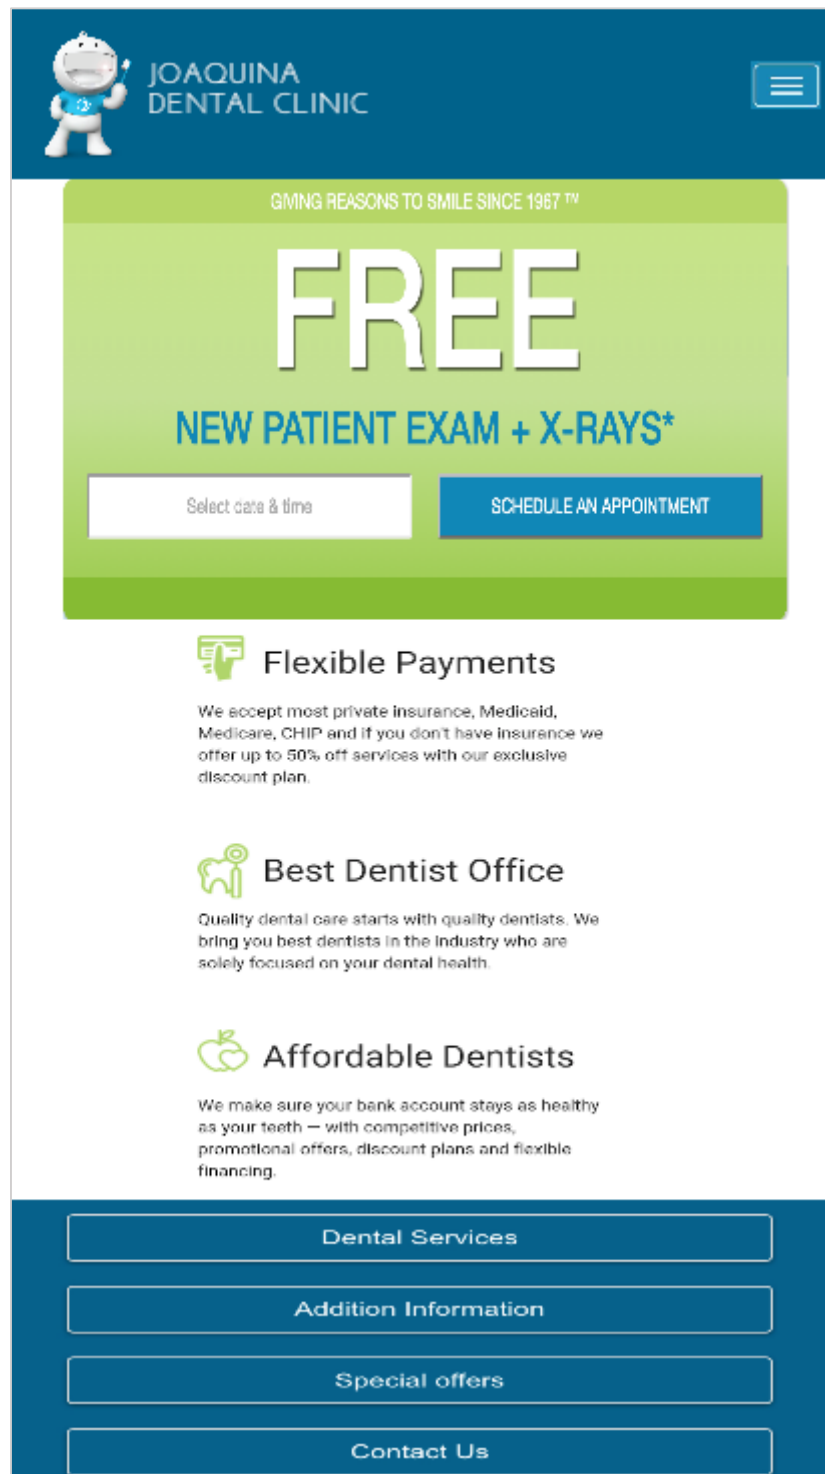 JOAQUINA
DENTAL CLINIC
GIVING REASONS TO SMILE SINCE 1967 ™
FREE
NEW PATIENT EXAM + X-RAYS*
Select date & time
SCHEDULE AN APPOINTMENT
Flexible Payments
We accept most private insurance, Medicaid,
Medicare, CHIP and if you don't have insurance we
offer up to 50% off services with our exclusive
discount plan.
Best Dentist Office
Quality dental care starts with quality dentists. We
bring you best dentists in the industry who are
solely focused on your dental health.
Affordable Dentists
We make sure your bank account stays as healthy
as your teeth — with competitive prices,
promotional offers, discount plans and flexible
financing.
Dental Services
Addition Information
Special offers
Contact Us